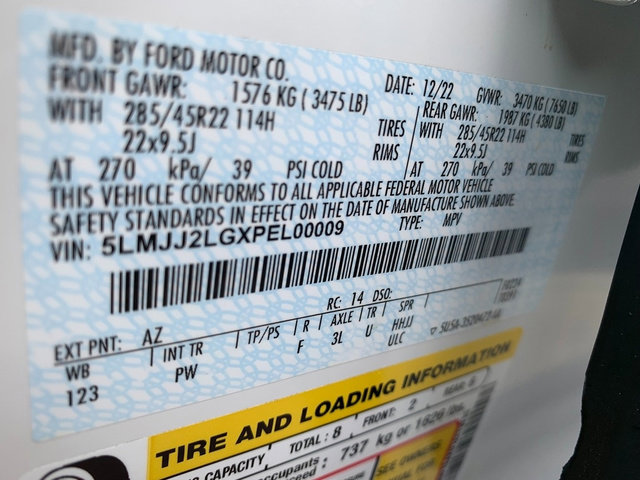 MFD. BY FORD MOTOR CO.
DATE: 12/22 GVWR: 3470 KG (7650 LB)
FRONT GAWR: 1576 KG (3475 LB) REAR GAWR: 1987 KG (4380 LB)
WITH 285/45R22 114H TIRES WITH 285/45R22 114H TIRES
22x9.5J RIMS 22x9.5J RIMS
AT 270 kPa/ 39 PSI COLD AT 270 kPa/ 39 PSI COLD
THIS VEHICLE CONFORMS TO ALL APPLICABLE FEDERAL MOTOR VEHICLE
SAFETY STANDARDS IN EFFECT ON THE DATE OF MANUFACTURE SHOWN ABOVE.
VIN: 5LMJJ2LGXPEL00009 TYPE: MPV
EXT PNT: AZ RC: 14 DSO:
WB INT TR TP/PS R AXLE TR SPR
123 PW F 3L U HHJJ
ULC
TIRE AND LOADING INFORMATION
CAPACITY TOTAL: 8 FRONT: 2 REAR: 6
737 kg or 1626 lbs.
SEE OWNERS